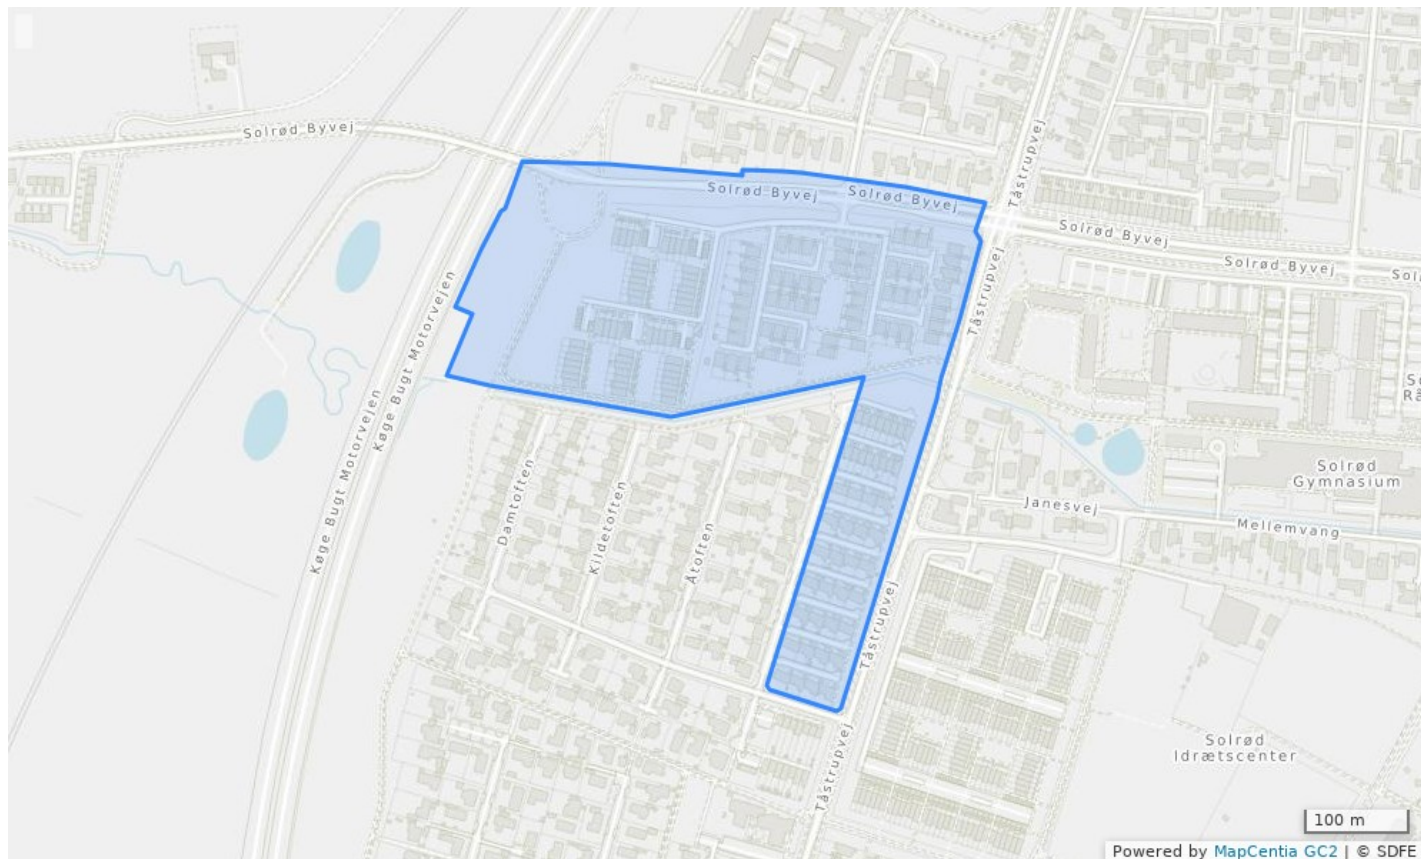 Solrød Byvej
Tåstrupvej
Solrød Byvej
Solrød Byvej
Solrød Byvej
Solrød Byvej
Tåstrupvej
Køge Bugt Motorvejen
Køge Bugt Motorvejen
Solrød
Gymnasium
Damtoften
Kildetoften
Åtoften
Janesvej
Mellemvang
Tåstrupvej
Solrød
Idrætscenter
Tåstrupvej
100 m
Powered by MapCentia GC2 | © SDFE